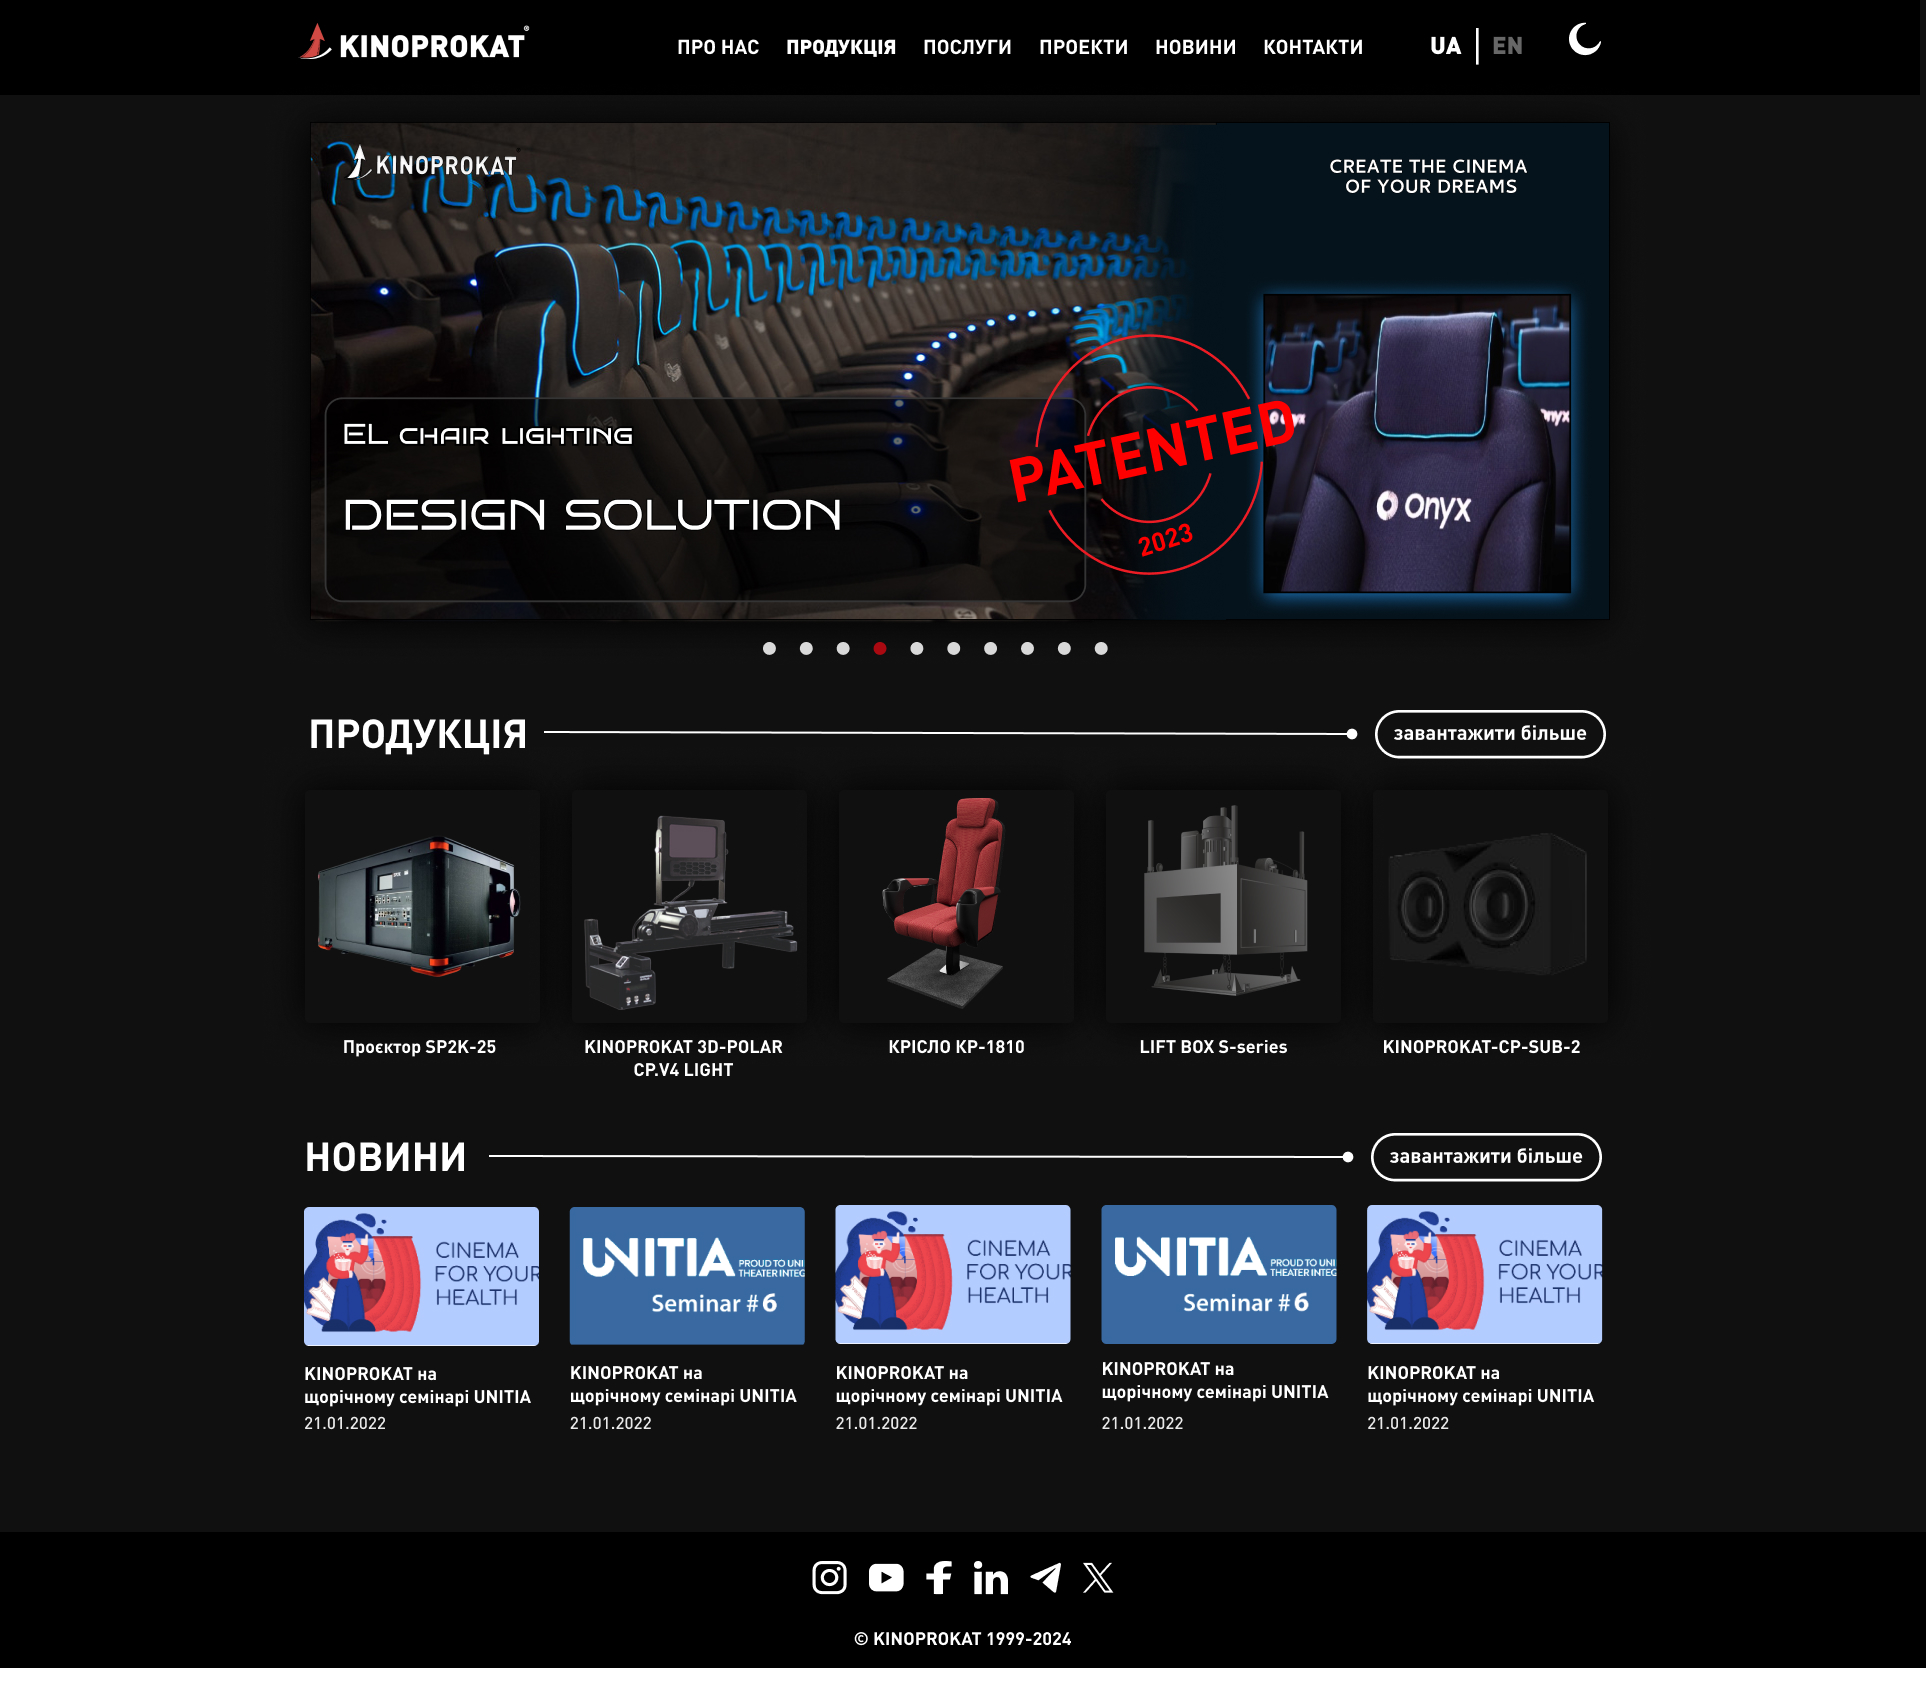 KINOPROKAT®
ПРО НАС ПРОДУКЦІЯ ПОСЛУГИ ПРОЕКТИ НОВИНИ КОНТАКТИ
UA | EN
KINOPROKAT
CREATE THE CINEMA
OF YOUR DREAMS
EL CHAIR LIGHTING
DESIGN SOLUTION
PATENTED
2023
Onyx
Onyx
onyx
ПРОДУКЦІЯ
завантажити більше
Проєктор SP2K-25
KINOPROKAT 3D-POLAR
CP.V4 LIGHT
КРІСЛО КР-1810
LIFT BOX S-series
KINOPROKAT-CP-SUB-2
НОВИНИ
завантажити більше
CINEMA
FOR YOUR
HEALTH
UNITIA PROUD TO UNI
THEATER INTEG
Seminar # 6
CINEMA
FOR YOUR
HEALTH
UNITIA PROUD TO UNI
THEATER INTEG
Seminar # 6
CINEMA
FOR YOUR
HEALTH
KINOPROKAT на
щорічному семінарі UNITIA
21.01.2022
KINOPROKAT на
щорічному семінарі UNITIA
21.01.2022
KINOPROKAT на
щорічному семінарі UNITIA
21.01.2022
KINOPROKAT на
щорічному семінарі UNITIA
21.01.2022
KINOPROKAT на
щорічному семінарі UNITIA
21.01.2022
© KINOPROKAT 1999-2024